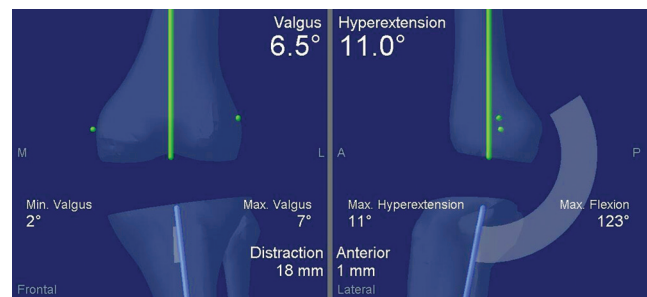 Valgus
6.5°
M
L
Min. Valgus
2°
Max. Valgus
7°
Distraction
18 mm
Frontal
Hyperextension
11.0°
A
P
Max. Hyperextension
11°
Max. Flexion
123°
Anterior
1 mm
Lateral